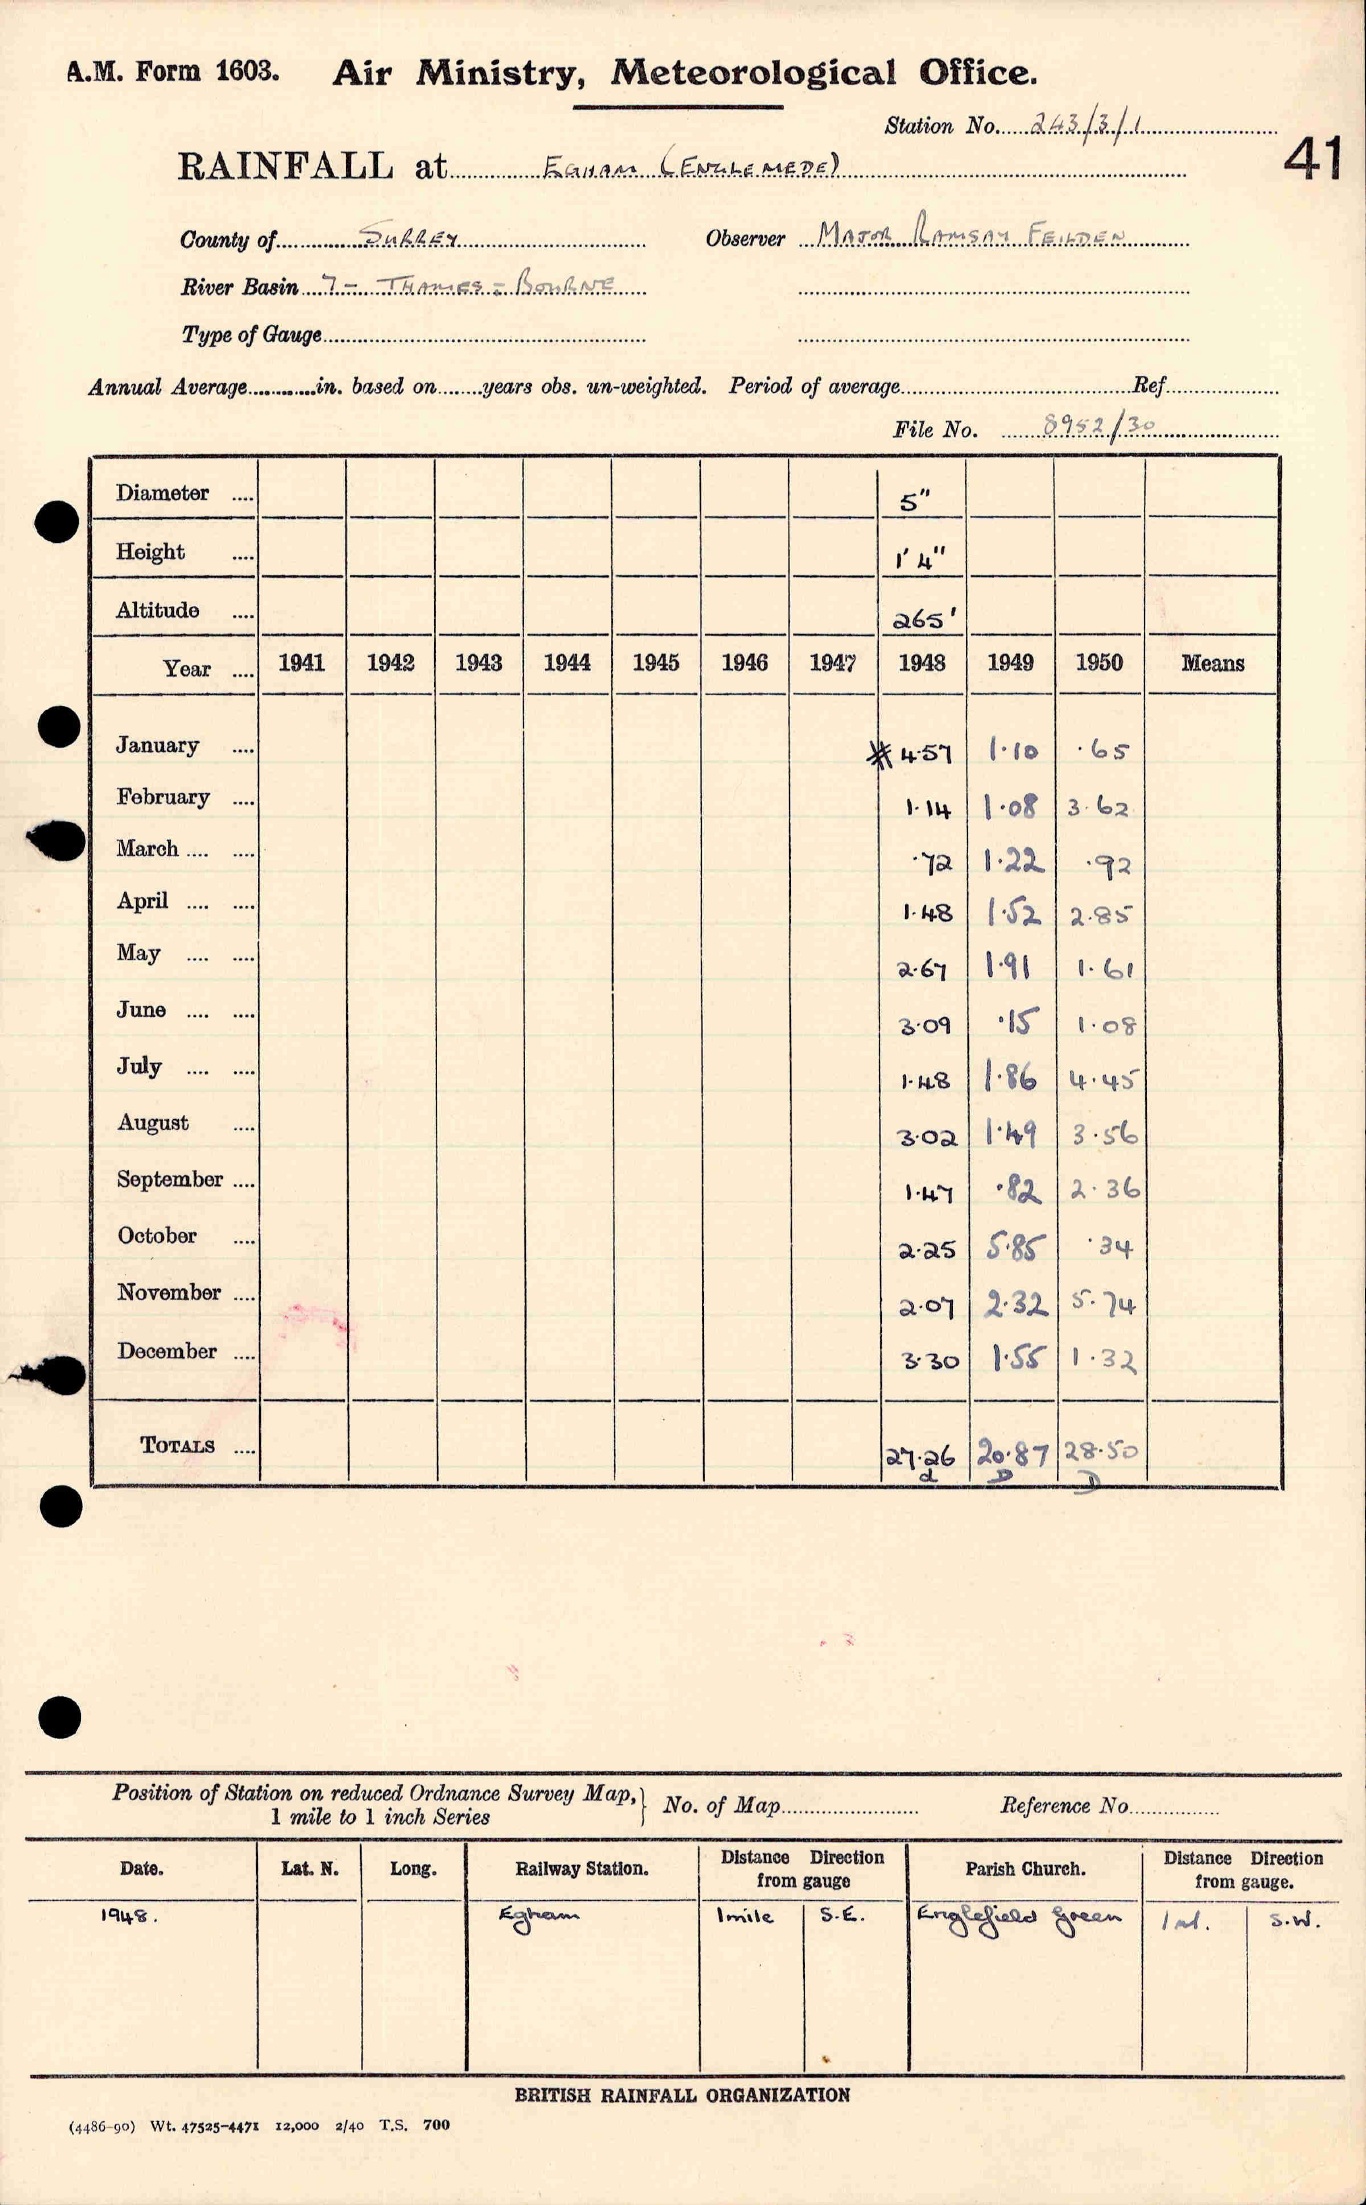 A.M. Form 1603. Air Ministry, Meteorological Office.
Station No. 243/3/1
41
RAINFALL at EGHAM (ENGLEMEDE)
County of SURREY Observer MAJOR RAMSAY FEILDEN
River Basin 7 - THAMES = BOURNE
Type of Gauge
Annual Average in. based on years obs. un-weighted. Period of average Ref
File No. 8952/30
Diameter 5"
Height 1' 4"
Altitude 265'
Year 1941 1942 1943 1944 1945 1946 1947 1948 1949 1950 Means
January # 4.57 1.10 .65
February 1.14 1.08 3.62
March .72 1.22 .92
April 1.48 1.52 2.85
May 2.67 1.91 1.61
June 3.09 .15 1.08
July 1.48 1.86 4.45
August 3.02 1.49 3.56
September 1.47 .82 2.36
October 2.25 5.85 .34
November 2.07 2.32 5.74
December 3.30 1.55 1.32
TOTALS 27.26 20.87 28.50
d D D
Position of Station on reduced Ordnance Survey Map, } No. of Map Reference No.
1 mile to 1 inch Series
Date. Lat. N. Long. Railway Station. Distance Direction from gauge Parish Church. Distance Direction from gauge.
1948. Egham 1 mile S.E. Englefield Green 1 ml. S.W.
BRITISH RAINFALL ORGANIZATION
(4486-90) Wt. 47525-4471 12,000 2/40 T.S. 700